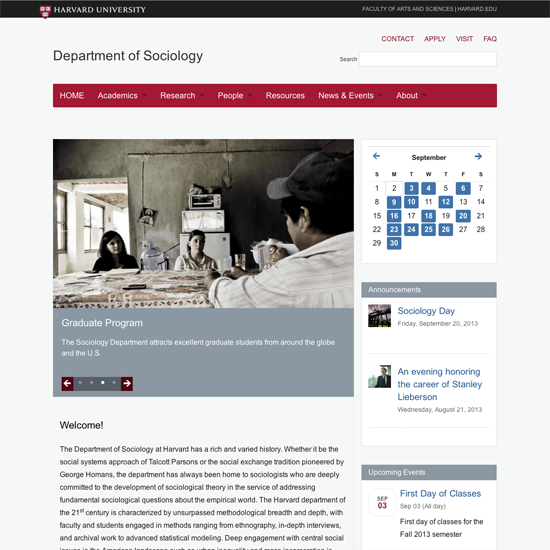 HARVARD UNIVERSITY
FACULTY OF ARTS AND SCIENCES | HARVARD.EDU
CONTACT APPLY VISIT FAQ
Department of Sociology
Search
HOME Academics Research People Resources News & Events About
September
S M T W T F S
1 2 3 4 5 6 7
8 9 10 11 12 13 14
15 16 17 18 19 20 21
22 23 24 25 26 27 28
29 30
Graduate Program
The Sociology Department attracts excellent graduate students from around the globe
and the U.S.
Announcements
Sociology Day
Friday, September 20, 2013
An evening honoring
the career of Stanley
Lieberson
Wednesday, August 21, 2013
Welcome!
The Department of Sociology at Harvard has a rich and varied history. Whether it be the
social systems approach of Talcott Parsons or the social exchange tradition pioneered by
George Homans, the department has always been home to sociologists who are deeply
committed to the development of sociological theory in the service of addressing
fundamental sociological questions about the empirical world. The Harvard department of
the 21st century is characterized by unsurpassed methodological breadth and depth, with
faculty and students engaged in methods ranging from ethnography, in-depth interviews,
and archival work to advanced statistical modeling. Deep engagement with central social
Upcoming Events
SEP
03
First Day of Classes
Sep 03 (All day)
First day of classes for the
Fall 2013 semester